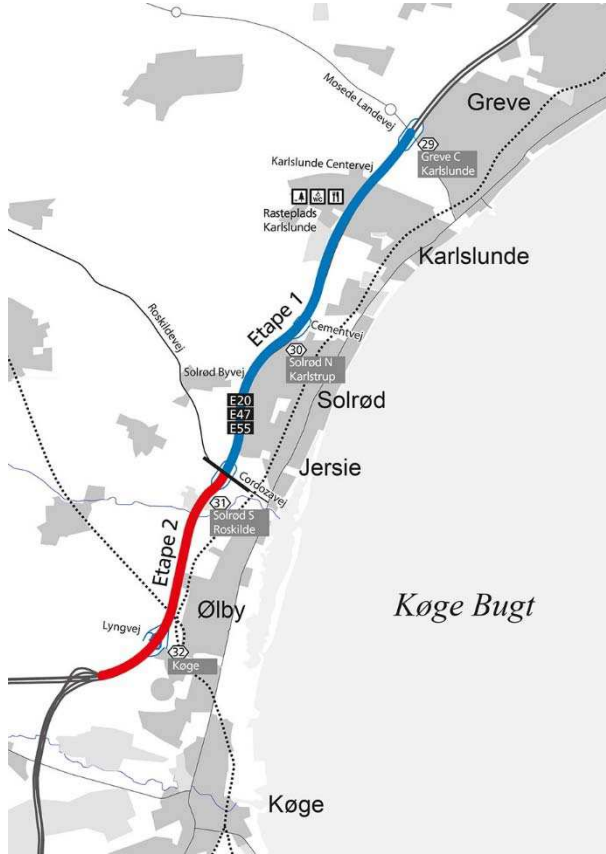 Greve
Mosede Landevej
29
Greve C
Karlslunde
Karlslunde Centervej
WC
Rasteplads
Karlslunde
Karlslunde
Roskildevej
Etape 1
Cementvej
30
Solrød N
Karlstrup
Solrød Byvej
Solrød
E20
E47
E55
Jersie
Cordozavej
31
Solrød S
Roskilde
Etape 2
Ølby
Køge Bugt
Lyngvej
32
Køge
Køge